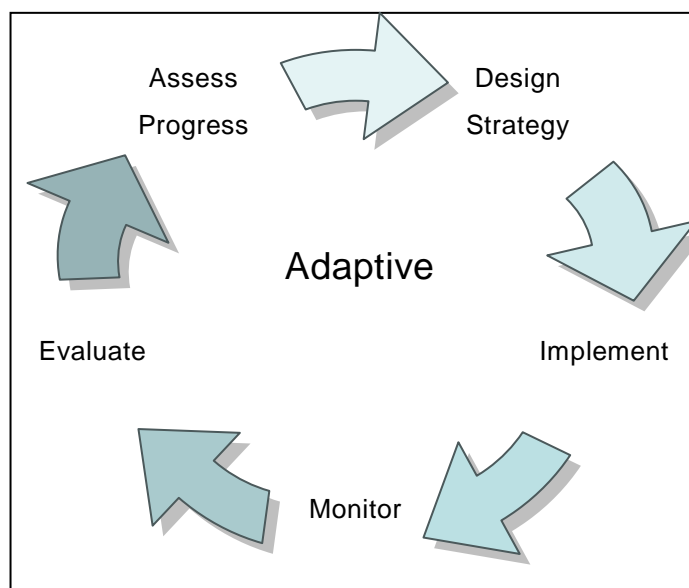 Assess
Progress
Design
Strategy
Adaptive
Evaluate
Implement
Monitor